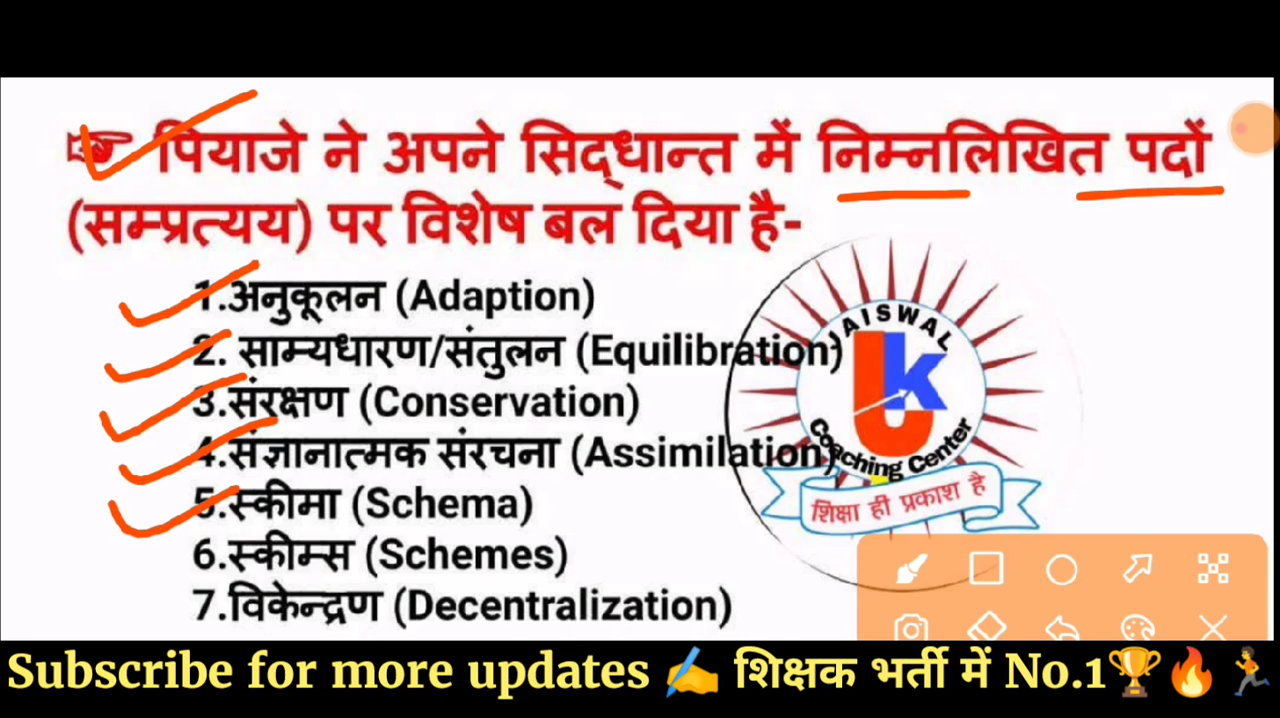 ☞ पियाजे ने अपने सिद्धान्त में निम्नलिखित पदों
(सम्प्रत्यय) पर विशेष बल दिया है-
1.अनुकूलन (Adaption)
2. साम्यधारण/संतुलन (Equilibration)
3.संरक्षण (Conservation)
4.संज्ञानात्मक संरचना (Assimilation)
5.स्कीमा (Schema)
6.स्कीम्स (Schemes)
7.विकेन्द्रण (Decentralization)
JAISWAL
Jk
Coaching Center
शिक्षा ही प्रकाश है
Subscribe for more updates ✍️ शिक्षक भर्ती में No.1🏆🔥🏃